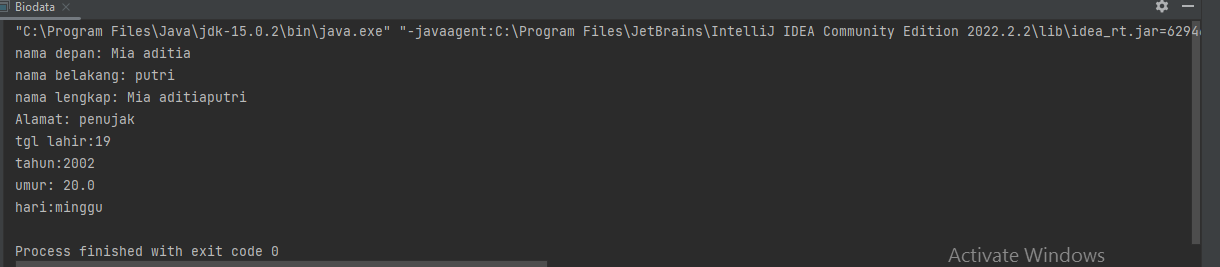 Biodata
"C:\Program Files\Java\jdk-15.0.2\bin\java.exe" "-javaagent:C:\Program Files\JetBrains\IntelliJ IDEA Community Edition 2022.2.2\lib\idea_rt.jar=6294
nama depan: Mia aditia
nama belakang: putri
nama lengkap: Mia aditiaputri
Alamat: penujak
tgl lahir:19
tahun:2002
umur: 20.0
hari:minggu
Process finished with exit code 0
Activate Windows